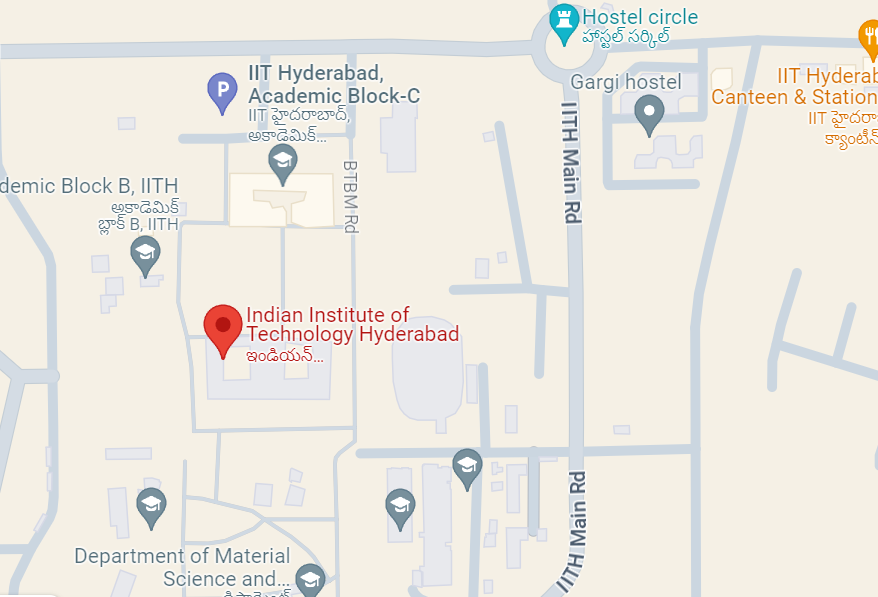 Hostel circle
హాస్టల్ సర్కిల్
IIT Hyderabad,
Academic Block-C
IIT హైదరాబాద్,
అకాడెమిక్...
P
Gargi hostel
IIT Hyderab
Canteen & Station
IIT హైదరా
క్యాంటీన్
IITH Main Rd
BTBM Rd
demic Block B, IITH
అకాడెమిక్
బ్లాక్ B, IITH
Indian Institute of
Technology Hyderabad
ఇండియన్...
IITH Main Rd
Department of Material
Science and...